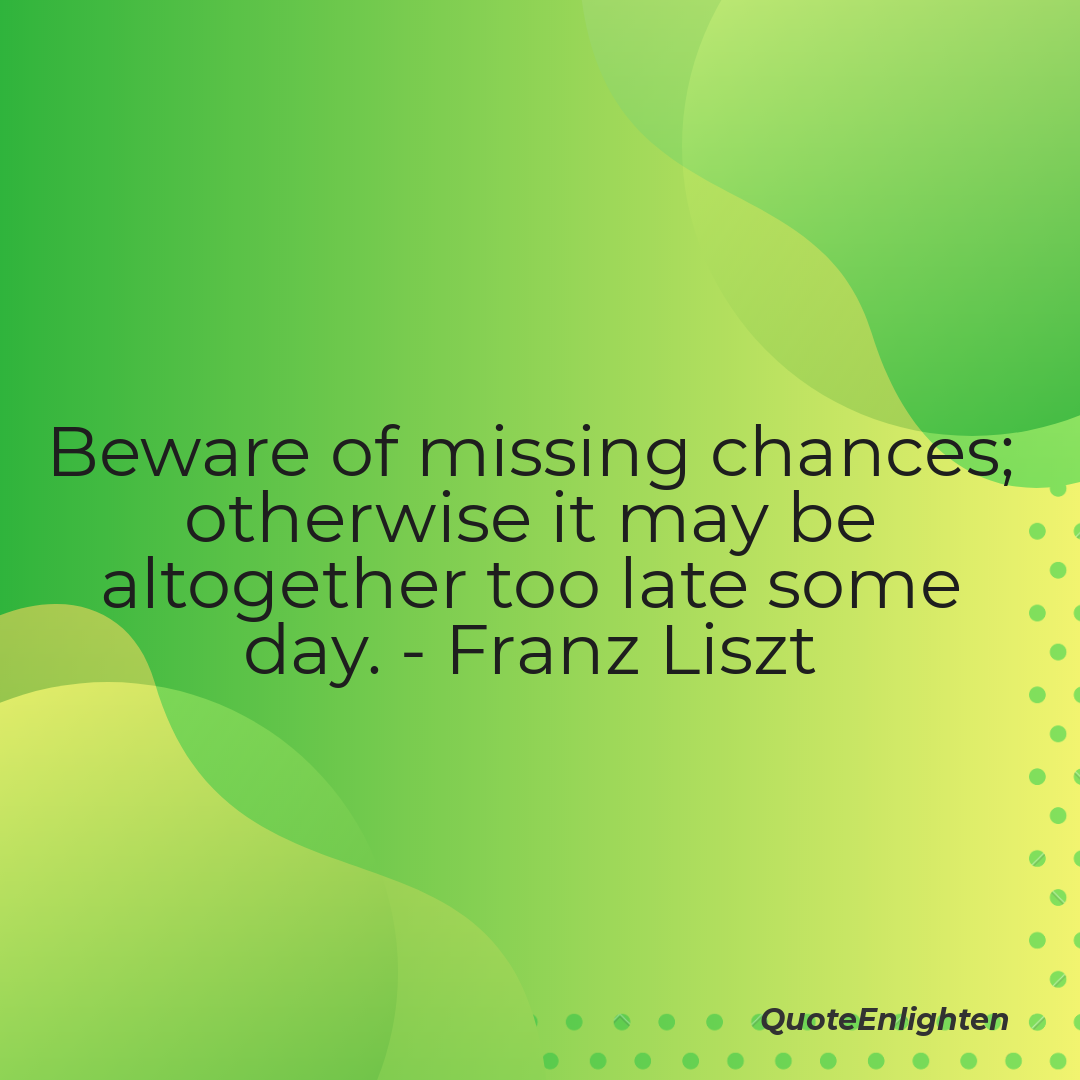 Beware of missing chances;
otherwise it may be
altogether too late some
day. - Franz Liszt
QuoteEnlighten